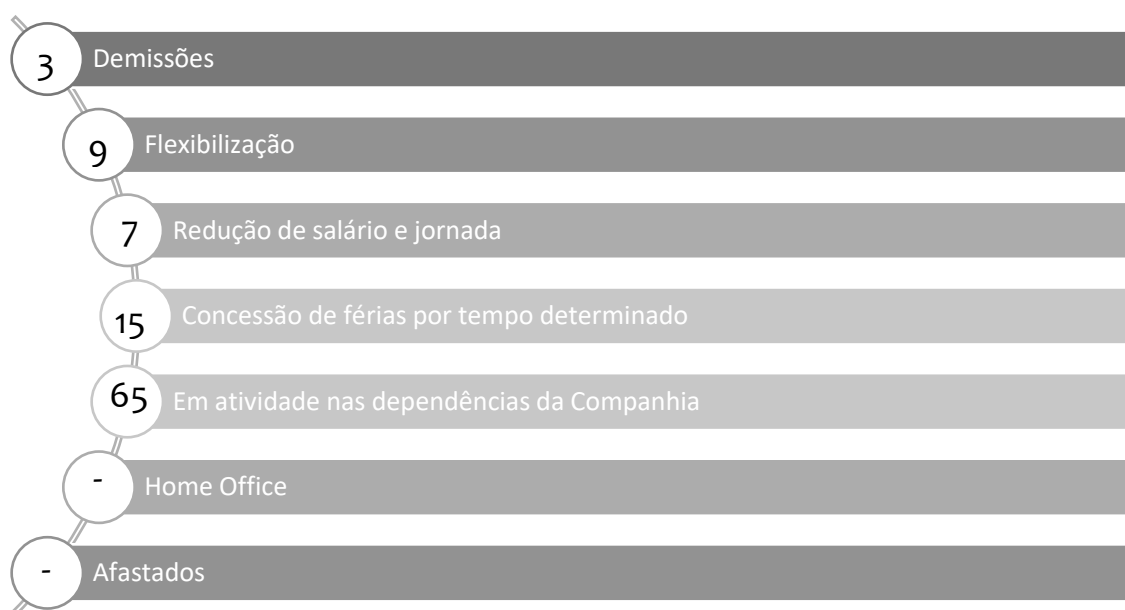 3 Demissões
9 Flexibilização
7 Redução de salário e jornada
15 Concessão de férias por tempo determinado
65 Em atividade nas dependências da Companhia
- Home Office
- Afastados